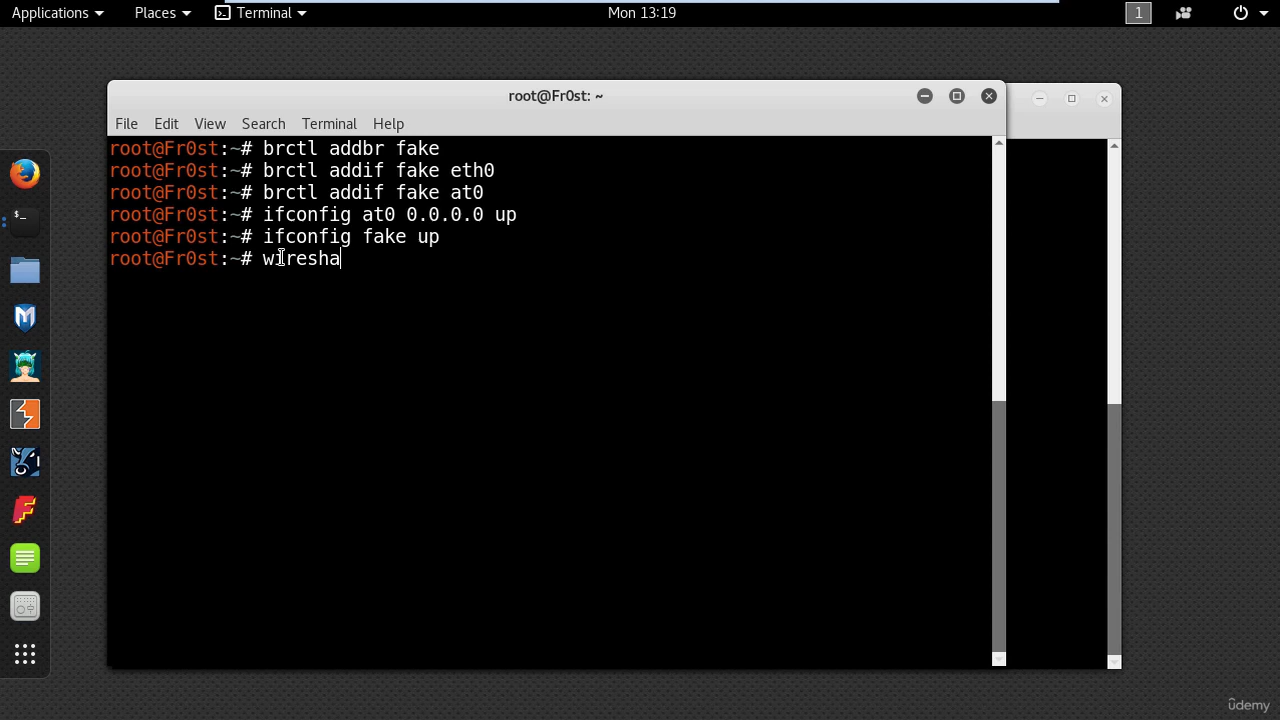 Applications Places Terminal Mon 13:19 1
root@Fr0st: ~
File Edit View Search Terminal Help
root@Fr0st:~# brctl addbr fake
root@Fr0st:~# brctl addif fake eth0
root@Fr0st:~# brctl addif fake at0
root@Fr0st:~# ifconfig at0 0.0.0.0 up
root@Fr0st:~# ifconfig fake up
root@Fr0st:~# wiresha
ûdemy